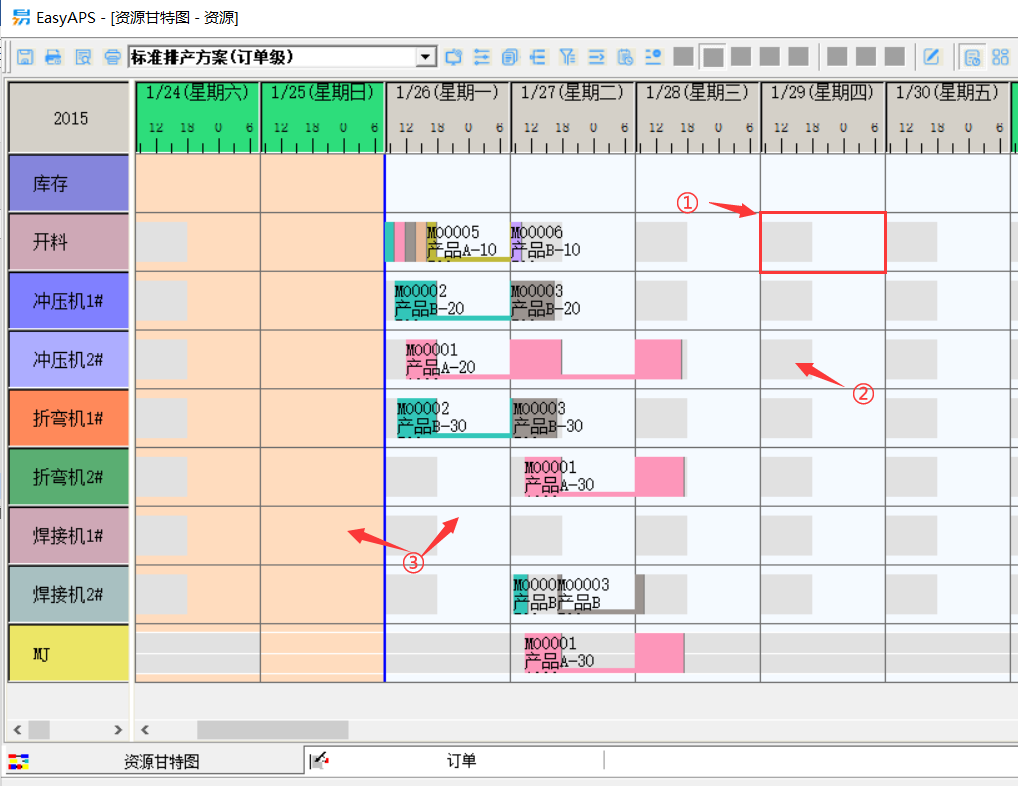 EasyAPS - [资源甘特图 - 资源]
标准排产方案(订单级)
2015
1/24(星期六) 1/25(星期日) 1/26(星期一) 1/27(星期二) 1/28(星期三) 1/29(星期四) 1/30(星期五)
12 18 0 6 12 18 0 6 12 18 0 6 12 18 0 6 12 18 0 6 12 18 0 6 12 18 0 6
库存
①
开料
MO0005 MO0006
产品A-10 产品B-10
冲压机1#
MO0002 MO0003
产品B-20 产品B-20
冲压机2#
MO0001
产品A-20
②
折弯机1#
MO0002 MO0003
产品B-30 产品B-30
折弯机2#
MO0001
产品A-30
焊接机1#
③
焊接机2#
MO000 MO0003
产品B 产品B
MJ
MO0001
产品A-30
资源甘特图 订单